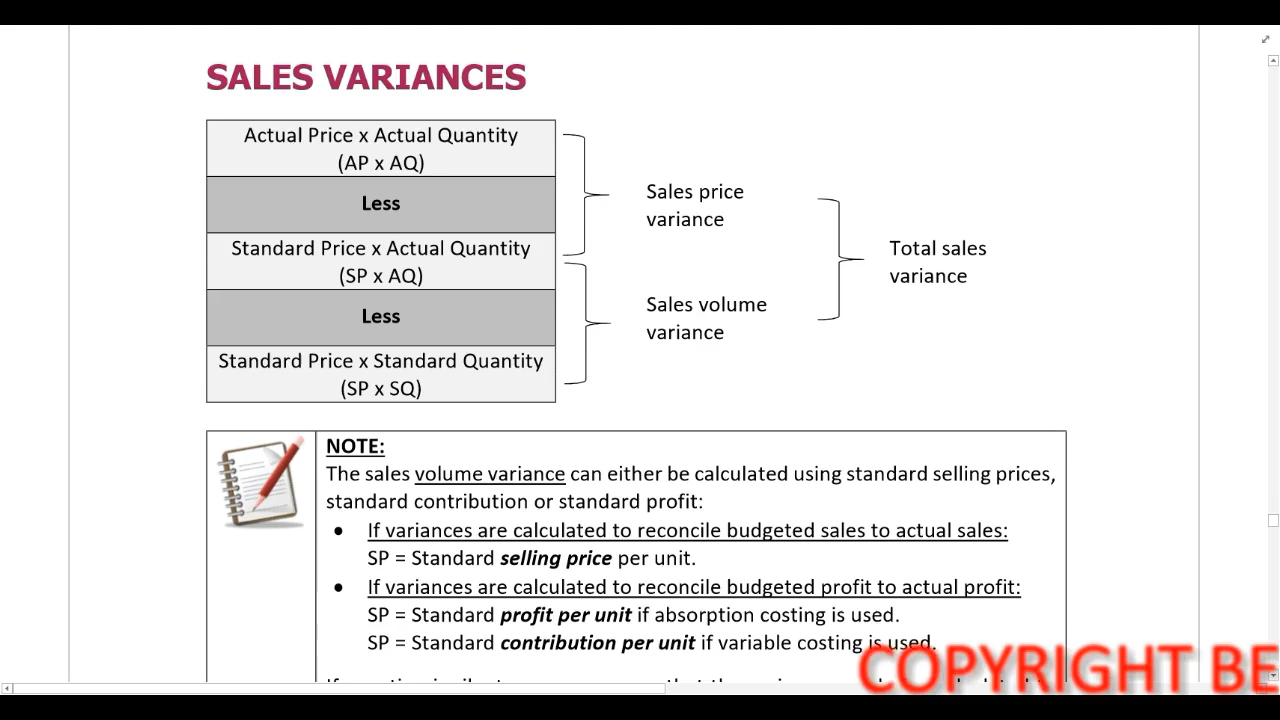 SALES VARIANCES
Actual Price x Actual Quantity
(AP x AQ)
Less
Standard Price x Actual Quantity
(SP x AQ)
Less
Standard Price x Standard Quantity
(SP x SQ)
Sales price
variance
Sales volume
variance
Total sales
variance
NOTE:
The sales volume variance can either be calculated using standard selling prices,
standard contribution or standard profit:
• If variances are calculated to reconcile budgeted sales to actual sales:
SP = Standard selling price per unit.
• If variances are calculated to reconcile budgeted profit to actual profit:
SP = Standard profit per unit if absorption costing is used.
SP = Standard contribution per unit if variable costing is used.
COPYRIGHT BE